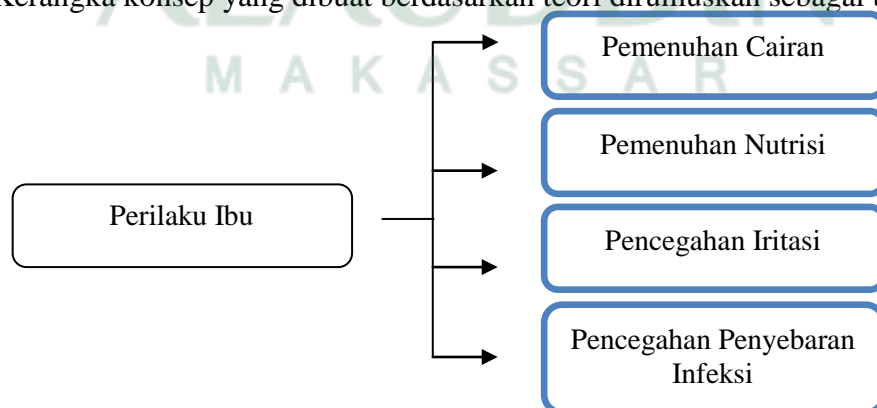 Kerangka konsep yang dibuat berdasarkan teori dirumuskan sebagai
MAKASSAR
Pemenuhan Cairan
Pemenuhan Nutrisi
Perilaku Ibu
Pencegahan Iritasi
Pencegahan Penyebaran
Infeksi